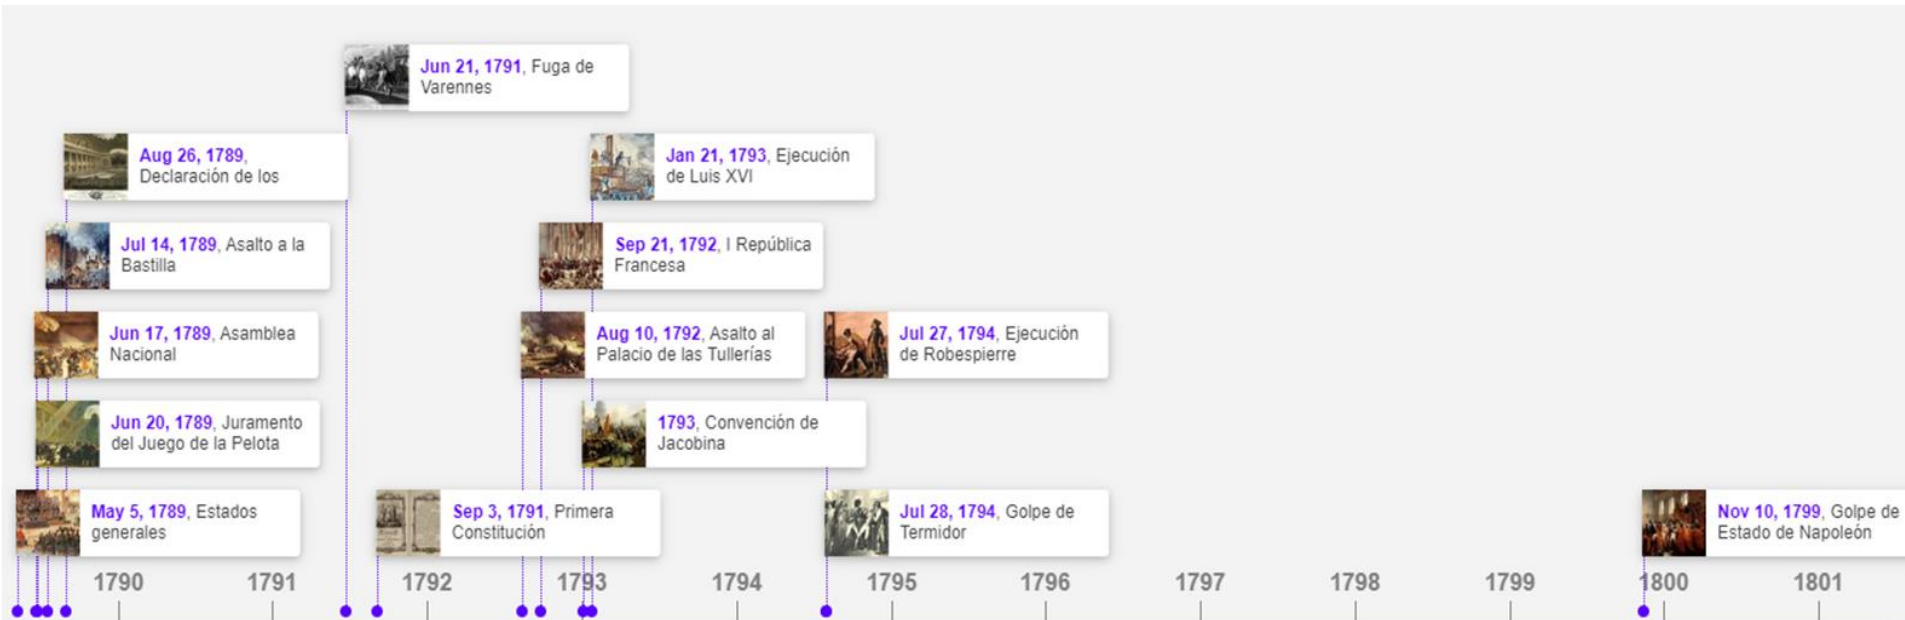 Jun 21, 1791, Fuga de
Varennes
Aug 26, 1789,
Declaración de los
Jan 21, 1793, Ejecución
de Luis XVI
Jul 14, 1789, Asalto a la
Bastilla
Sep 21, 1792, I República
Francesa
Jun 17, 1789, Asamblea
Nacional
Aug 10, 1792, Asalto al
Palacio de las Tullerías
Jul 27, 1794, Ejecución
de Robespierre
Jun 20, 1789, Juramento
del Juego de la Pelota
1793, Convención de
Jacobina
May 5, 1789, Estados
generales
Sep 3, 1791, Primera
Constitución
Jul 28, 1794, Golpe de
Termidor
Nov 10, 1799, Golpe de
Estado de Napoleón
1790 1791 1792 1793 1794 1795 1796 1797 1798 1799 1800 1801